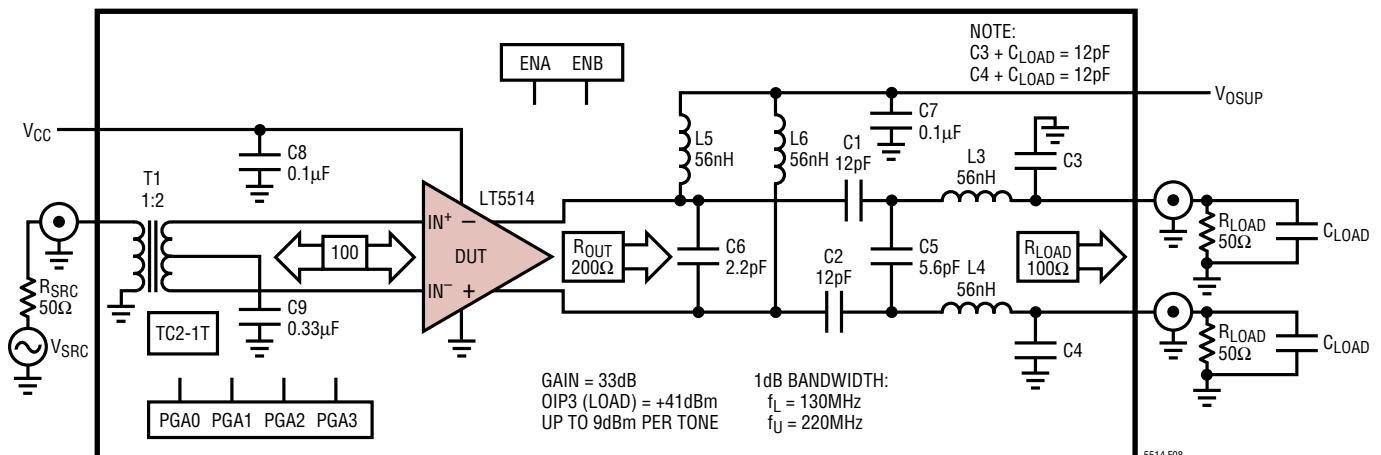 ENA ENB
NOTE:
C3 + CLOAD = 12pF
C4 + CLOAD = 12pF
VOSUP
VCC
C8
0.1µF
L5
56nH
L6
56nH
C7
0.1µF
C1
12pF
L3
56nH
C3
T1
1:2
LT5514
IN+ −
DUT
IN− +
100
ROUT
200Ω
C6
2.2pF
C2
12pF
C5
5.6pF
L4
56nH
RLOAD
100Ω
RLOAD
50Ω
CLOAD
RLOAD
50Ω
CLOAD
RSRC
50Ω
VSRC
TC2-1T
C9
0.33µF
C4
PGA0 PGA1 PGA2 PGA3
GAIN = 33dB
OIP3 (LOAD) = +41dBm
UP TO 9dBm PER TONE
1dB BANDWIDTH:
fL = 130MHz
fU = 220MHz